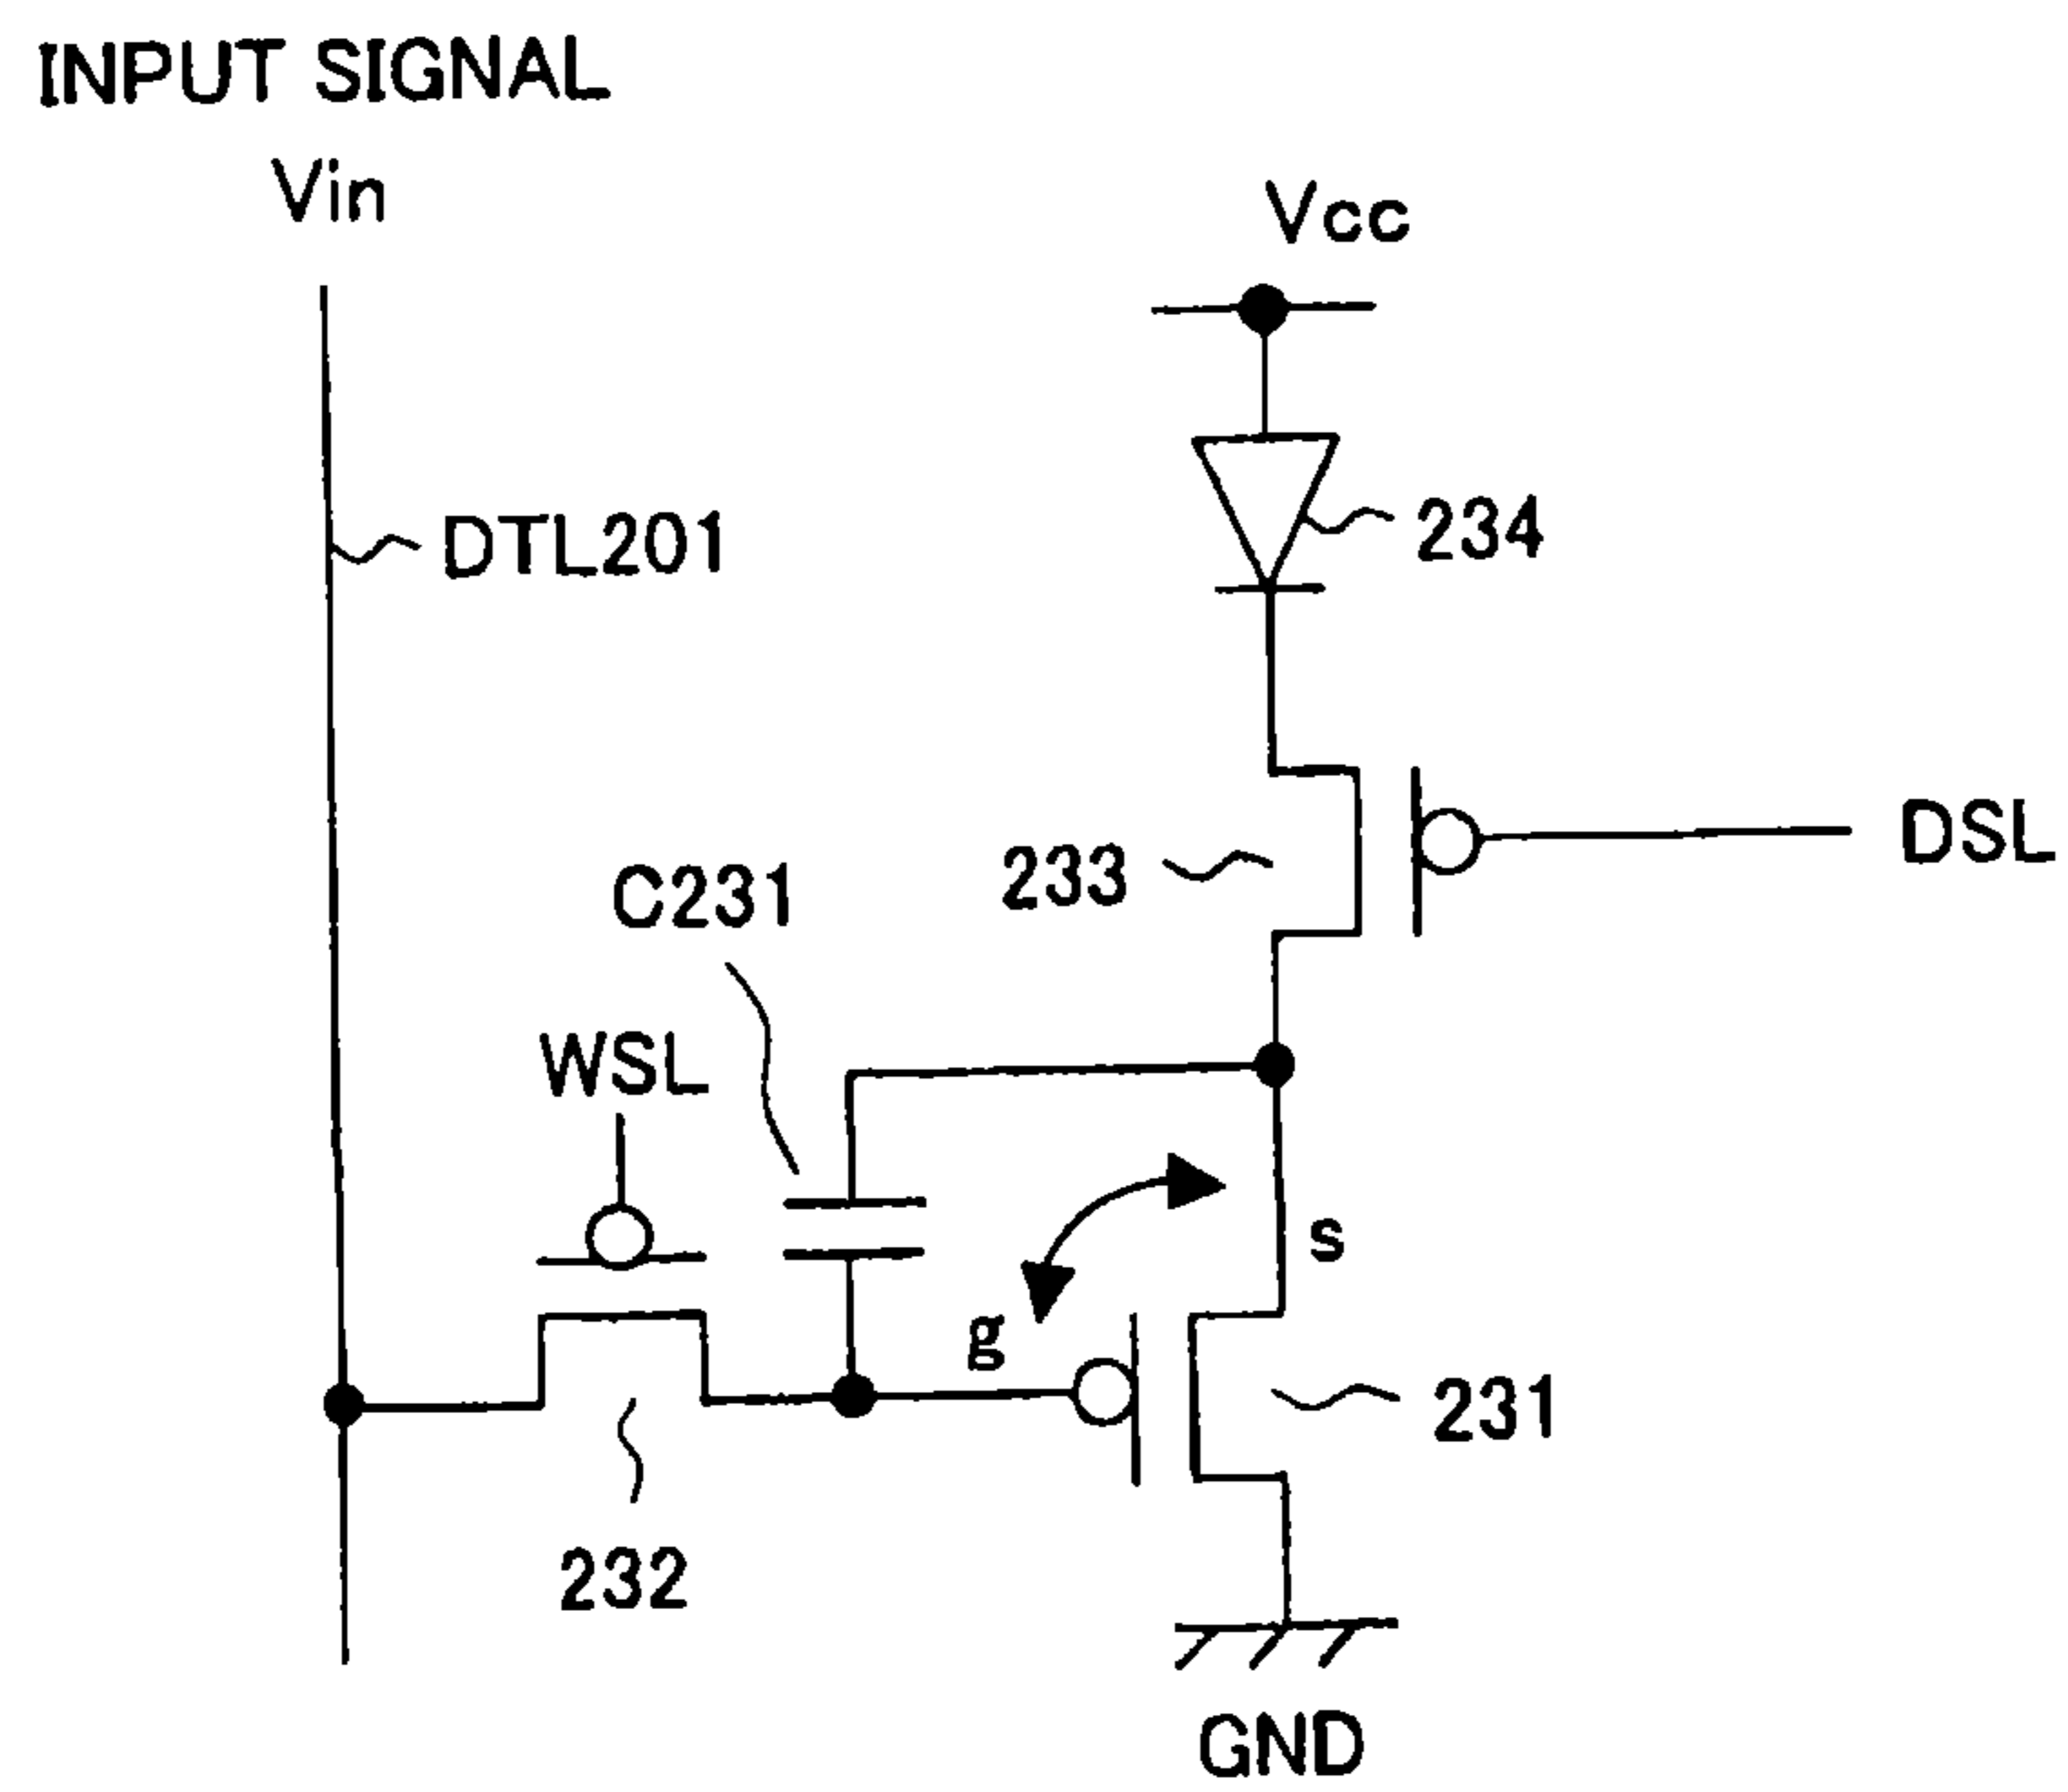 INPUT SIGNAL
Vin
Vcc
DTL201
234
DSL
233
C231
WSL
s
g
231
232
GND